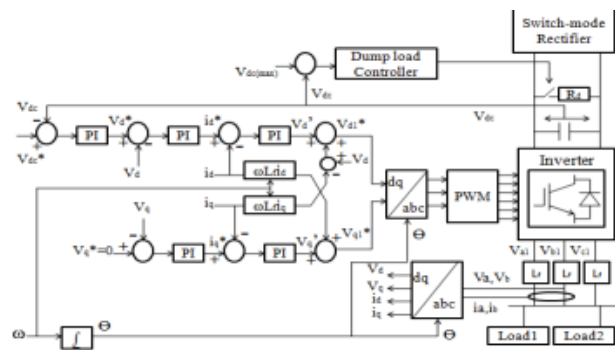 Switch-mode
Rectifier
Dump load
Controller
Vdc(max)
Vdc
Rd
Vdc
Vdc
Vd*
id*
Vd'
Vd1*
PI
PI
PI
Vdc*
Vd
Vd
id
ωLfid
iq
ωLfiq
Vq
Vq1*
Vq*=0
PI
iq*
PI
Vq'
dq
abc
PWM
Inverter
Θ
Va1
Vb1
Vc1
Lf
Lf
Lf
Vd
Vq
id
iq
dq
abc
Va,Vb
ia,ib
Load1
Load2
ω
∫
Θ
Θ